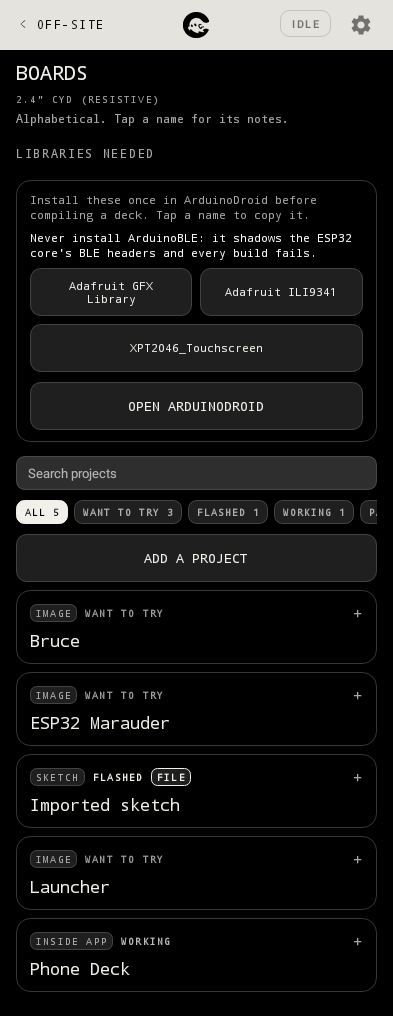 OFF-SITE
IDLE
BOARDS
2.4" CYD (RESISTIVE)
Alphabetical. Tap a name for its notes.
LIBRARIES NEEDED
Install these once in ArduinoDroid before
compiling a deck. Tap a name to copy it.
Never install ArduinoBLE: it shadows the ESP32
core's BLE headers and every build fails.
Adafruit GFX
Library
Adafruit ILI9341
XPT2046_Touchscreen
OPEN ARDUINODROID
Search projects
ALL 5
WANT TO TRY 3
FLASHED 1
WORKING 1
ADD A PROJECT
IMAGE WANT TO TRY +
Bruce
IMAGE WANT TO TRY +
ESP32 Marauder
SKETCH FLASHED FILE +
Imported sketch
IMAGE WANT TO TRY +
Launcher
INSIDE APP WORKING +
Phone Deck